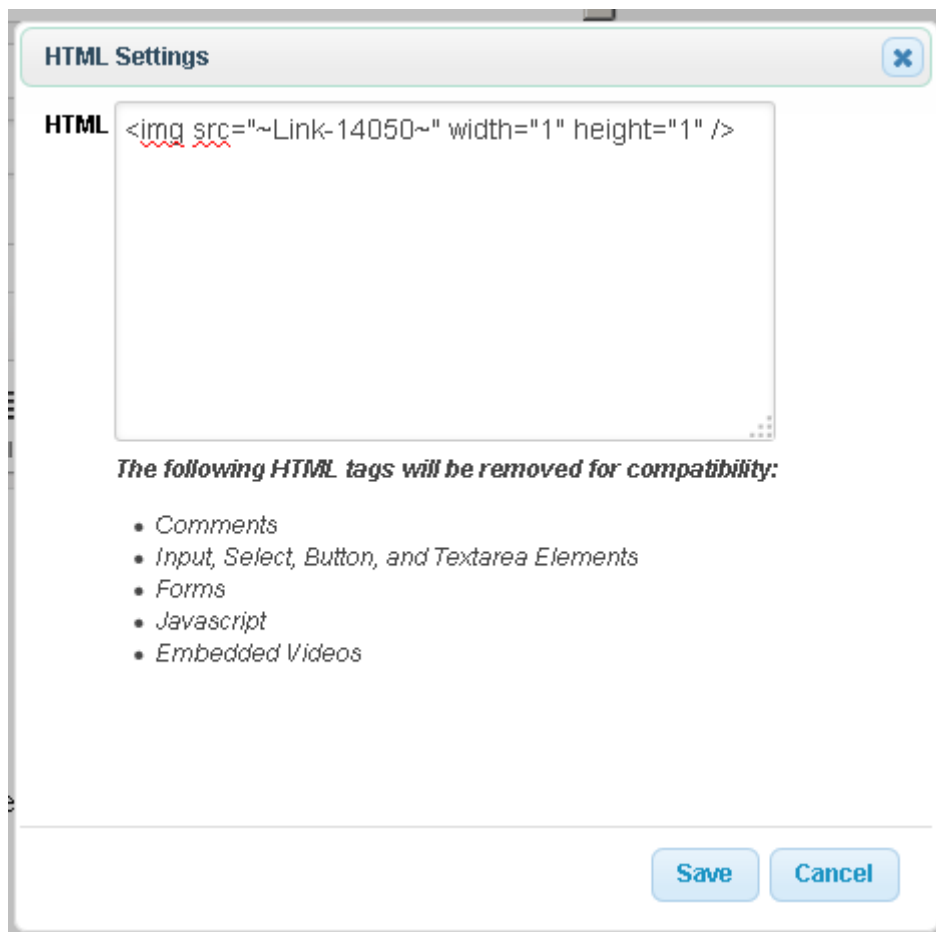 HTML Settings
HTML
<img src="~Link-14050~" width="1" height="1" />
The following HTML tags will be removed for compatibility:
Comments
Input, Select, Button, and Textarea Elements
Forms
Javascript
Embedded Videos
Save Cancel